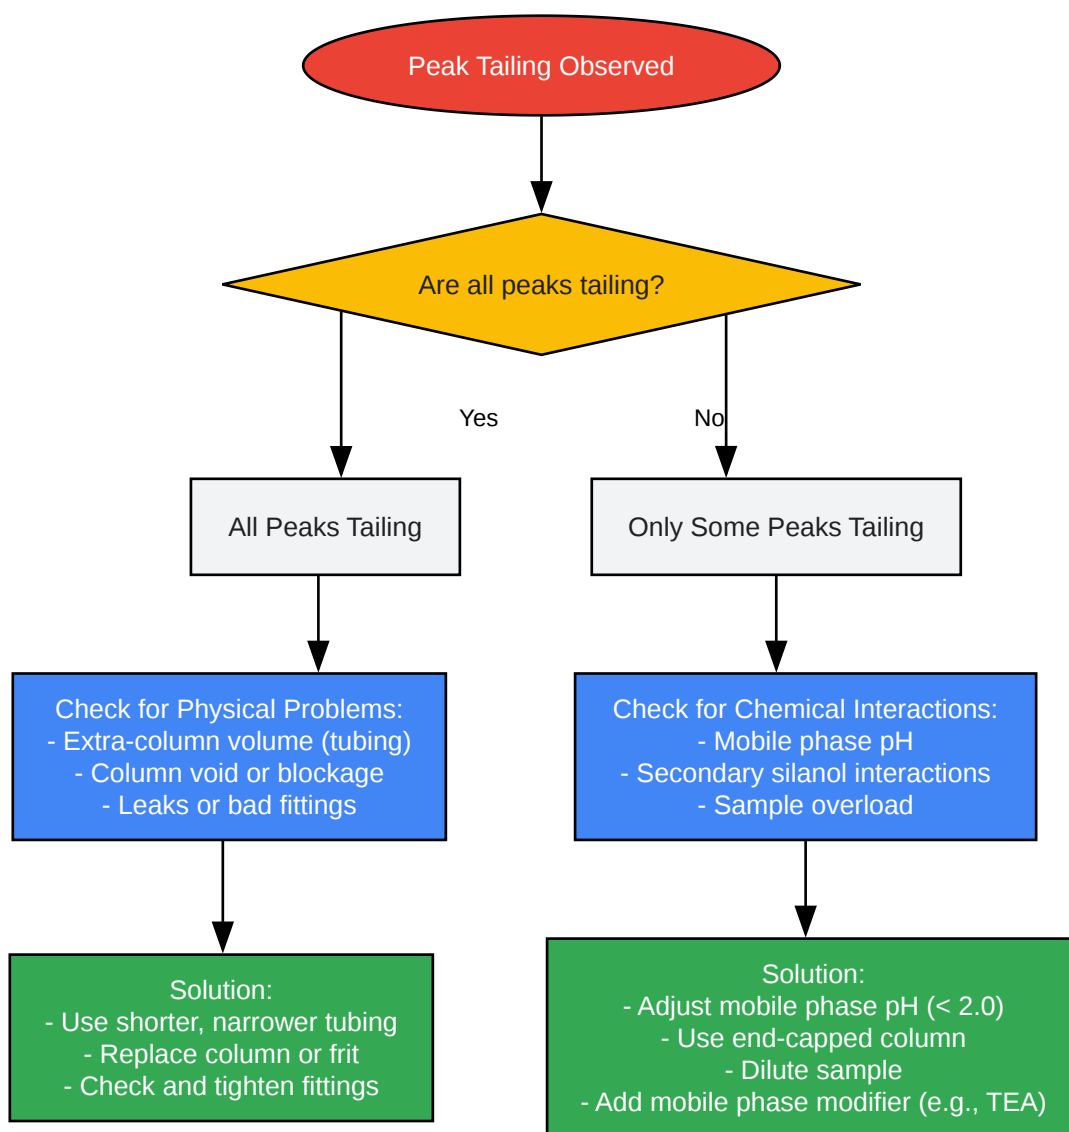 Peak Tailing Observed
Are all peaks tailing?
Yes
No
All Peaks Tailing
Only Some Peaks Tailing
Check for Physical Problems:
- Extra-column volume (tubing)
- Column void or blockage
- Leaks or bad fittings
Check for Chemical Interactions:
- Mobile phase pH
- Secondary silanol interactions
- Sample overload
Solution:
- Use shorter, narrower tubing
- Replace column or frit
- Check and tighten fittings
Solution:
- Adjust mobile phase pH (< 2.0)
- Use end-capped column
- Dilute sample
- Add mobile phase modifier (e.g., TEA)